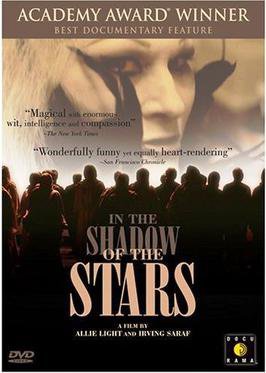 ACADEMY AWARD® WINNER
BEST DOCUMENTARY FEATURE
"Magical with enormous
wit, intelligence and compassion"
~The New York Times
"Wonderfully funny yet equally heart-rendering"
~San Francisco Chronicle
IN THE
SHADOW
OF THE
STARS
A FILM BY
ALLIE LIGHT AND IRVING SARAF
DVD
VIDEO
DOCU
RAMA